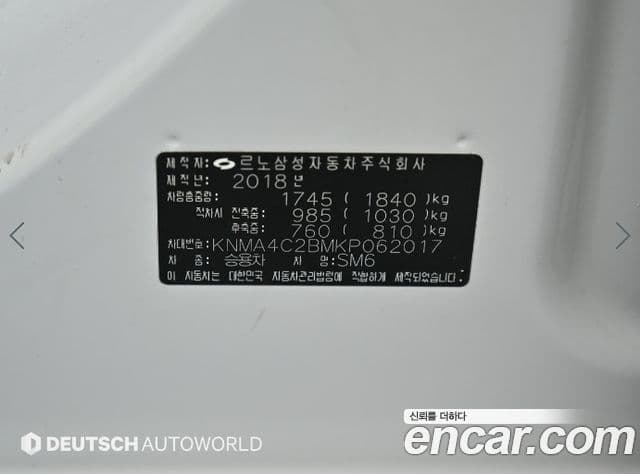 제 작 자: 르노삼성자동차주식회사
제 작 년: 2018년
차량총중량: 1745( 1840)kg
적차시 전축중: 985( 1030)kg
후축중: 760( 810)kg
차대번호: KNMA4C2BMKP062017
차 종: 승용차 차 명: SM6
이 자동차는 대한민국 자동차관리법령에 적합하게 제작되었습니다.
신뢰를 더하다
DEUTSCH AUTOWORLD
encar.com